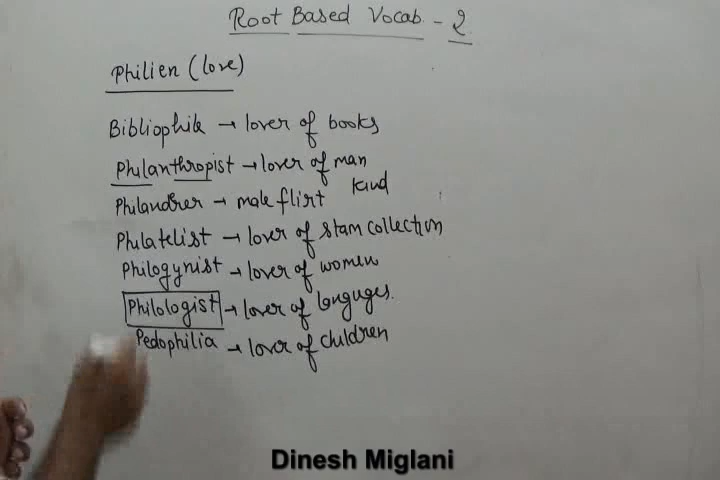 Root Based Vocab. - 2
Philien (love)
Bibliophile → lover of books
Philanthropist → lover of man kind
Philandrer → male flirt
Philatelist → lover of stam collection
Philogynist → lover of women
Philologist → lover of languges.
Pedophilia → lover of children
Dinesh Miglani